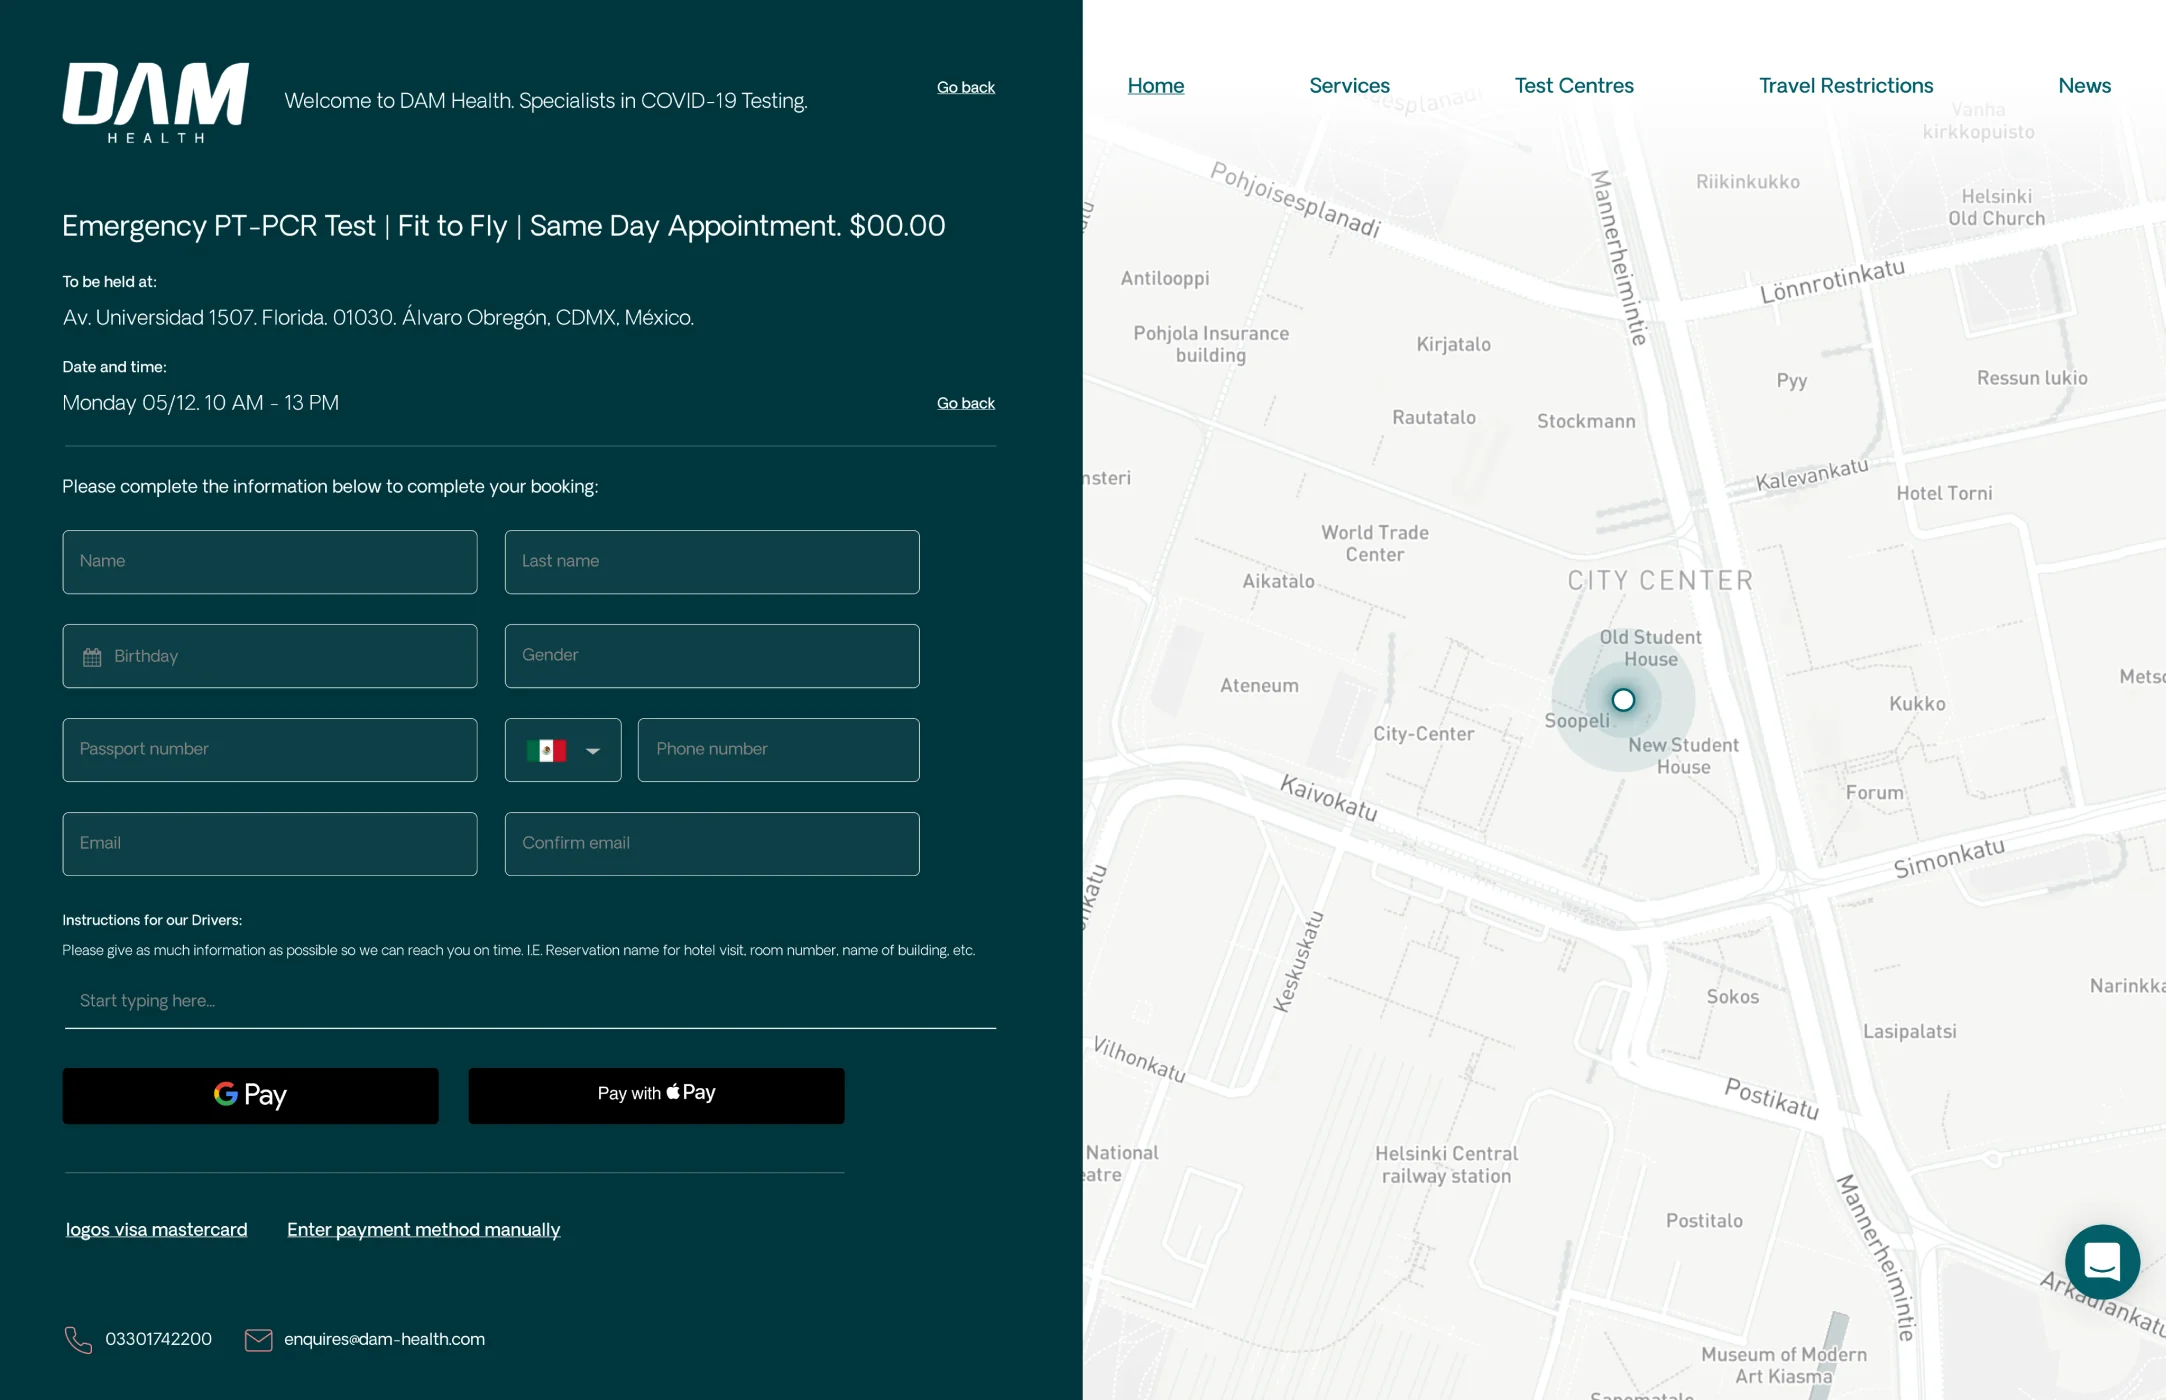 DAM
HEALTH
Welcome to DAM Health. Specialists in COVID-19 Testing.
Go back
Emergency PT-PCR Test | Fit to Fly | Same Day Appointment. $00.00
To be held at:
Av. Universidad 1507. Florida. 01030. Álvaro Obregón, CDMX, México.
Date and time:
Monday 05/12. 10 AM - 13 PM
Go back
Please complete the information below to complete your booking:
Name
Last name
Birthday
Gender
Passport number
Phone number
Email
Confirm email
Instructions for our Drivers:
Please give as much information as possible so we can reach you on time. I.E. Reservation name for hotel visit, room number, name of building, etc.
Start typing here...
G Pay
Pay with Pay
logos visa mastercard
Enter payment method manually
03301742200
enquires@dam-health.com
Home
Services
Test Centres
Travel Restrictions
News
Vanha
kirkkopuisto
Pohjoisesplanadi
Mannerheimintie
Riikinkukko
Helsinki
Old Church
Antilooppi
Lönnrotinkatu
Pohjola Insurance
building
Kirjatalo
Pyy
Ressun lukio
Rautatalo
Stockmann
nsteri
Kalevankatu
Hotel Torni
World Trade
Center
Aikatalo
CITY CENTER
Old Student
House
Ateneum
Metso
Kukko
Soopeli
City-Center
New Student
House
Kaivokatu
Forum
Simonkatu
Keskuskatu
Narinkka
Sokos
Lasipalatsi
Vilhonkatu
Postikatu
National
eatre
Helsinki Central
railway station
Postitalo
Mannerheimintie
Arkadiankatu
Museum of Modern
Art Kiasma